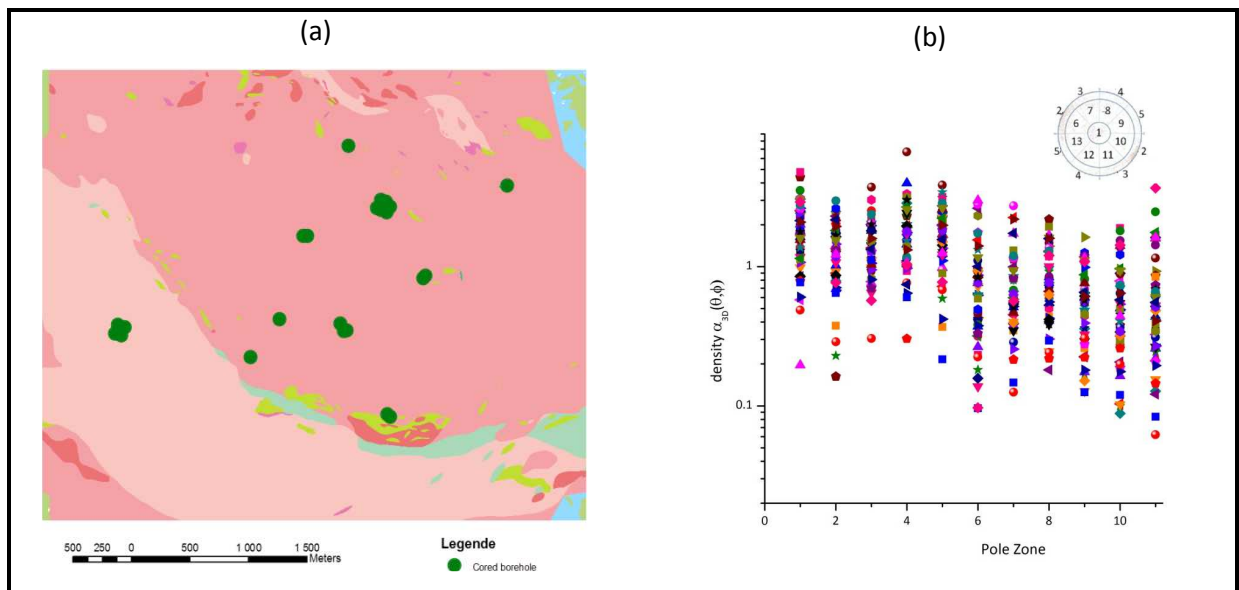 (a)
(b)
500 250 0 500 1 000 1 500
Meters
Legende
Cored borehole
3 4
2 7 8 5
6 9
1
13 10
5 12 11 2
4 3
density α3D(θ,ϕ)
1
0.1
0 2 4 6 8 10
Pole Zone